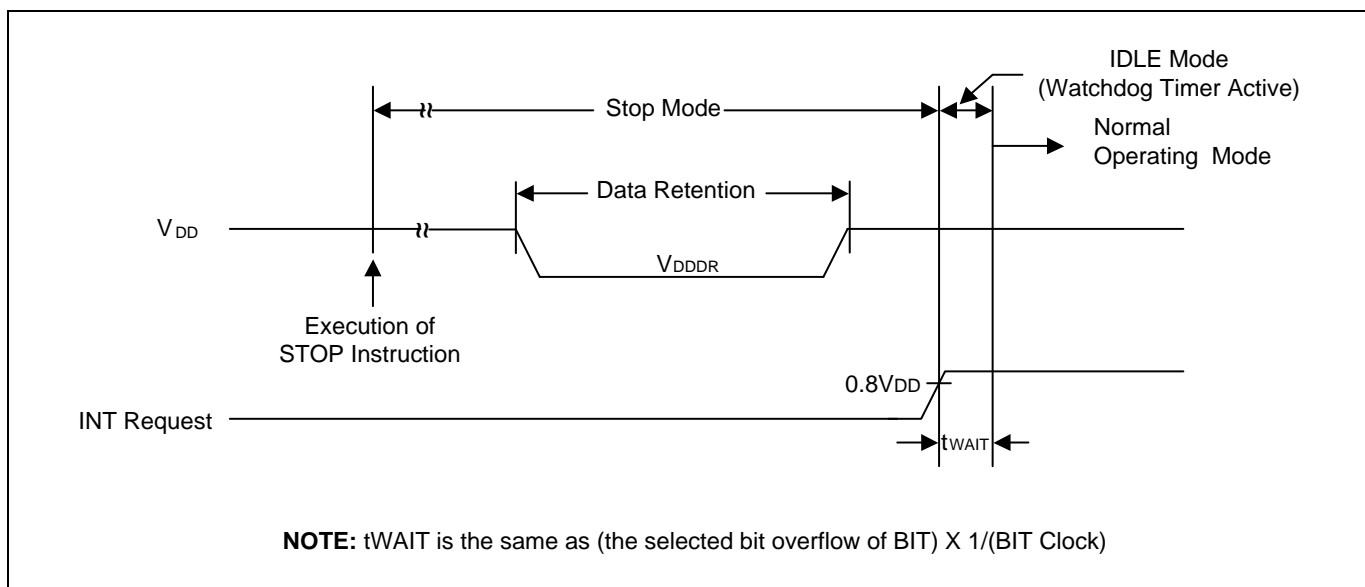 IDLE Mode
(Watchdog Timer Active)
Stop Mode
Normal
Operating Mode
Data Retention
VDD
VDDDR
Execution of
STOP Instruction
0.8VDD
INT Request
tWAIT
NOTE: tWAIT is the same as (the selected bit overflow of BIT) X 1/(BIT Clock)